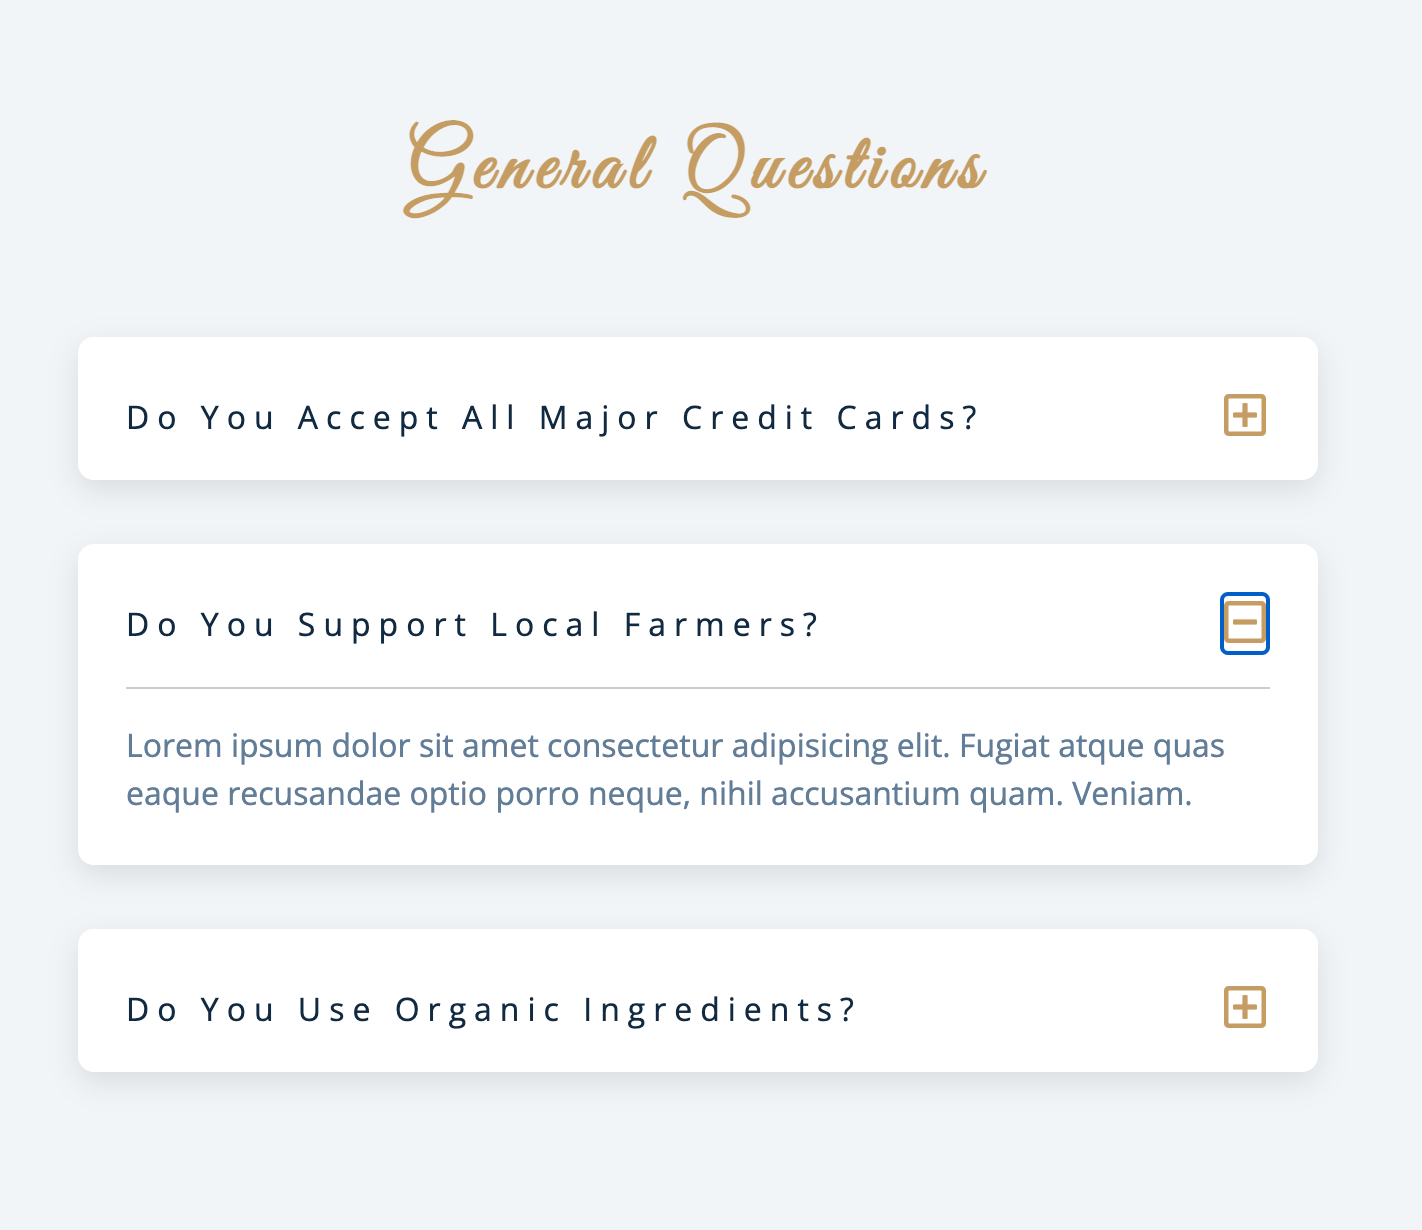 General Questions
Do You Accept All Major Credit Cards?
Do You Support Local Farmers?
Lorem ipsum dolor sit amet consectetur adipisicing elit. Fugiat atque quas
eaque recusandae optio porro neque, nihil accusantium quam. Veniam.
Do You Use Organic Ingredients?